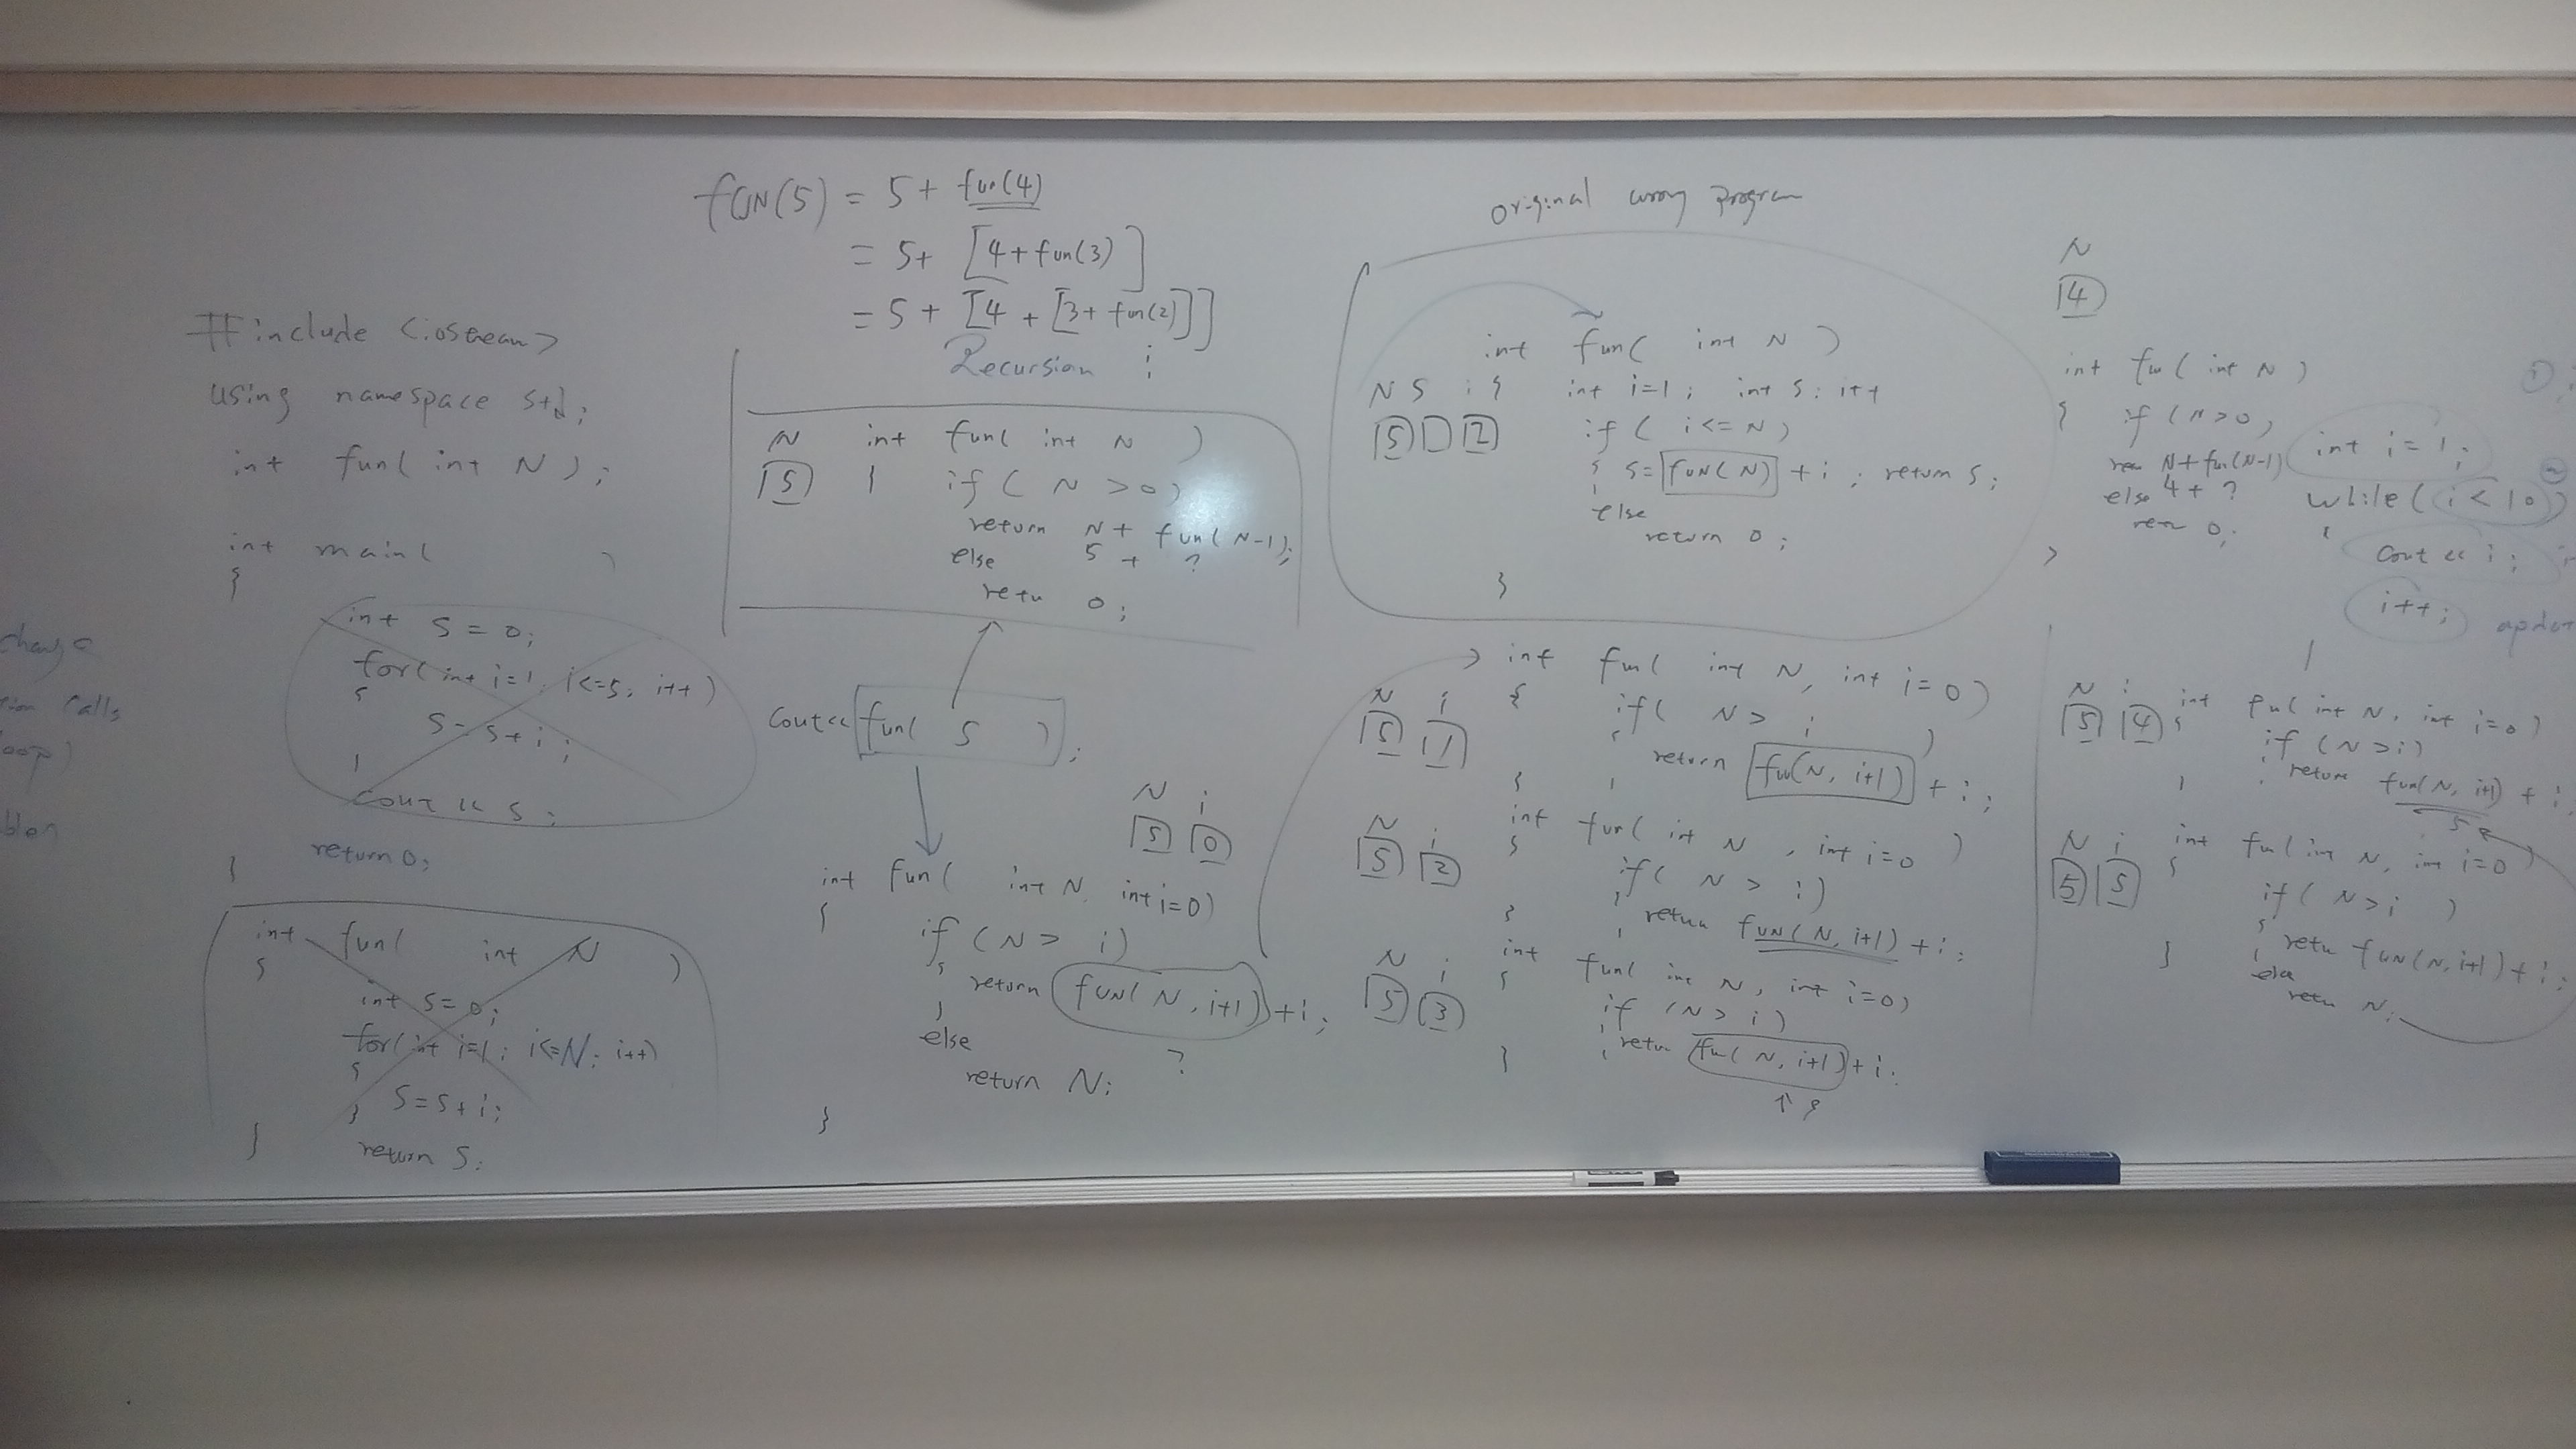 fUN(5) = 5 + fun(4)
= 5+ [4+fun(3)]
= 5 + [4 + [3+ fun(2)]]
Recursion
#include <iostream>
using namespace std;
int fun( int N );
int main( )
{
int S = 0;
for( int i=1; i<=5; i++)
{
S = S+i;
}
cout << S;
return 0;
}
int fun( int N )
{
int S=0;
for(int i=1; i<=N; i++)
{
S=S+i;
}
return S;
}
N
5
int fun( int N )
{ if ( N >0)
return N+ fun( N-1);
else 5 + ?
retu 0;
cout<< fun( 5 );
N i
5 0
int fun( int N, int i=0)
{
if (N> i)
{
return fUN( N, i+1) +i;
}
else ?
return N;
}
original wrong program
int fun( int N )
N S i { int i=1; int S; i++
5 2 if ( i<=N)
{ S= fUN(N) + i ; return S;
else
return 0;
}
int fun( int N, int i=0)
N i {
5 1 if( N> i )
{ return fun(N, i+1) + i;
} }
int fun( int N , int i=0 )
N i {
5 2 if( N > i)
{ return fUN( N, i+1) +i;
}
int fun( int N, int i=0)
N i {
5 3 if (N> i)
{ retu fun( N, i+1) +i;
}
N
4
int fun( int N )
{ if (N>0)
N+fun(N-1)
else 4+ ?
retu 0;
}
int i=1;
while( i<10)
{
cout << i;
i++;
N i int fun( int N, int i=0)
5 4 {
if (N>i)
{ return fun(N, i+1) + i
} 5
N i int fun( int N, int i=0)
5 5 {
if( N>i )
{ retu fUN(N, i+1)+i;
} else
retu N;
change
calls
loop)